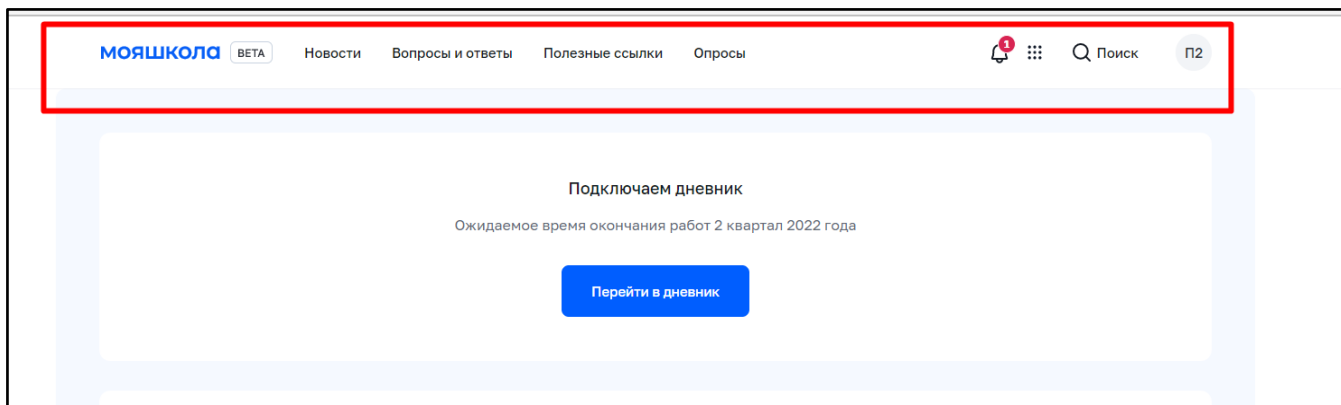 мояшкола BETA Новости Вопросы и ответы Полезные ссылки Опросы 1 Поиск П2
Подключаем дневник
Ожидаемое время окончания работ 2 квартал 2022 года
Перейти в дневник